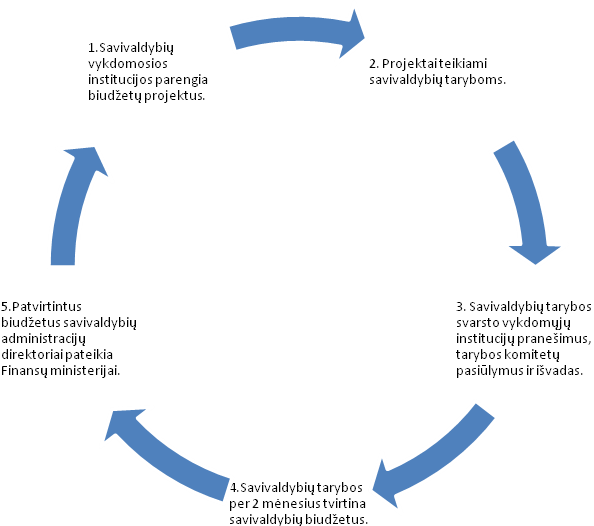 1.Savivaldybių
vykdomosios
institucijos parengia
biudžetų projektus.
2. Projektai teikiami
savivaldybių taryboms.
3. Savivaldybių tarybos
svarsto vykdomųjų
institucijų pranešimus,
tarybos komitetų
pasiūlymus ir išvadas.
4.Savivaldybių tarybos
per 2 mėnesius tvirtina
savivaldybių biudžetus.
5.Patvirtintus
biudžetus savivaldybių
administracijų
direktoriai pateikia
Finansų ministerijai.